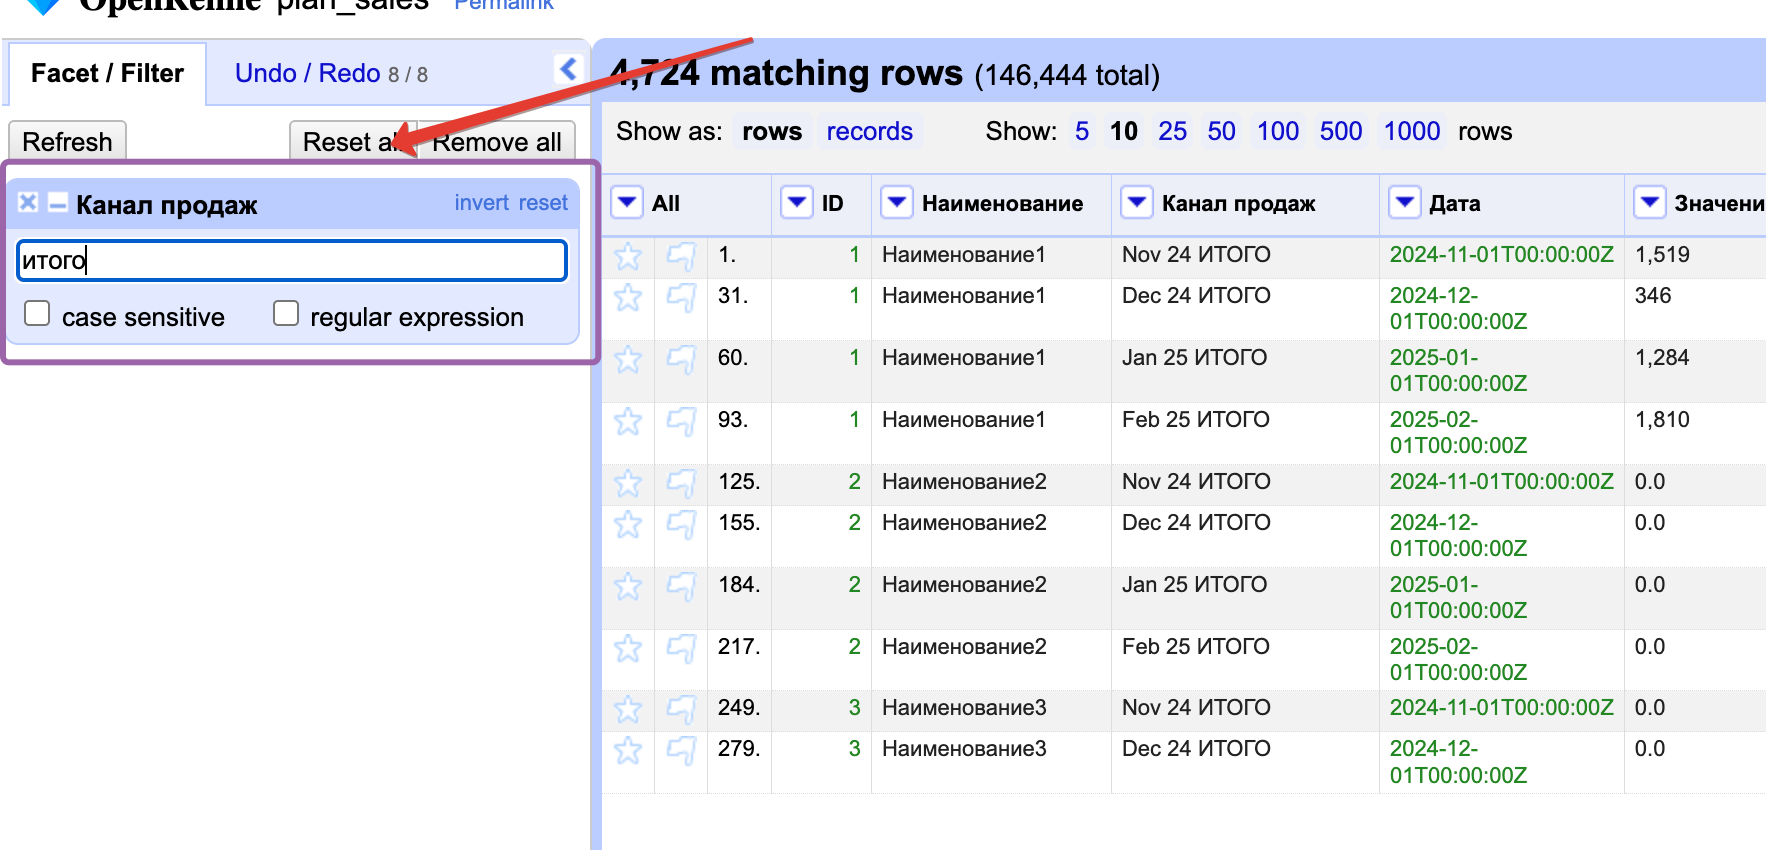 OpenRefine plan_sales Permalink
Facet / Filter Undo / Redo 8 / 8
4,724 matching rows (146,444 total)
Refresh Reset all Remove all
Show as: rows records Show: 5 10 25 50 100 500 1000 rows
Канал продаж invert reset
итого
case sensitive regular expression
All ID Наименование Канал продаж Дата Значени
1. 1 Наименование1 Nov 24 ИТОГО 2024-11-01T00:00:00Z 1,519
31. 1 Наименование1 Dec 24 ИТОГО 2024-12- 346
01T00:00:00Z
60. 1 Наименование1 Jan 25 ИТОГО 2025-01- 1,284
01T00:00:00Z
93. 1 Наименование1 Feb 25 ИТОГО 2025-02- 1,810
01T00:00:00Z
125. 2 Наименование2 Nov 24 ИТОГО 2024-11-01T00:00:00Z 0.0
155. 2 Наименование2 Dec 24 ИТОГО 2024-12- 0.0
01T00:00:00Z
184. 2 Наименование2 Jan 25 ИТОГО 2025-01- 0.0
01T00:00:00Z
217. 2 Наименование2 Feb 25 ИТОГО 2025-02- 0.0
01T00:00:00Z
249. 3 Наименование3 Nov 24 ИТОГО 2024-11-01T00:00:00Z 0.0
279. 3 Наименование3 Dec 24 ИТОГО 2024-12- 0.0
01T00:00:00Z